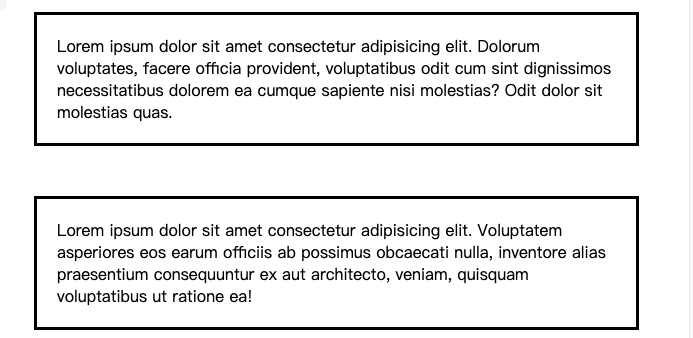 Lorem ipsum dolor sit amet consectetur adipisicing elit. Dolorum
voluptates, facere officia provident, voluptatibus odit cum sint dignissimos
necessitatibus dolorem ea cumque sapiente nisi molestias? Odit dolor sit
molestias quas.
Lorem ipsum dolor sit amet consectetur adipisicing elit. Voluptatem
asperiores eos earum officiis ab possimus obcaecati nulla, inventore alias
praesentium consequuntur ex aut architecto, veniam, quisquam
voluptatibus ut ratione ea!